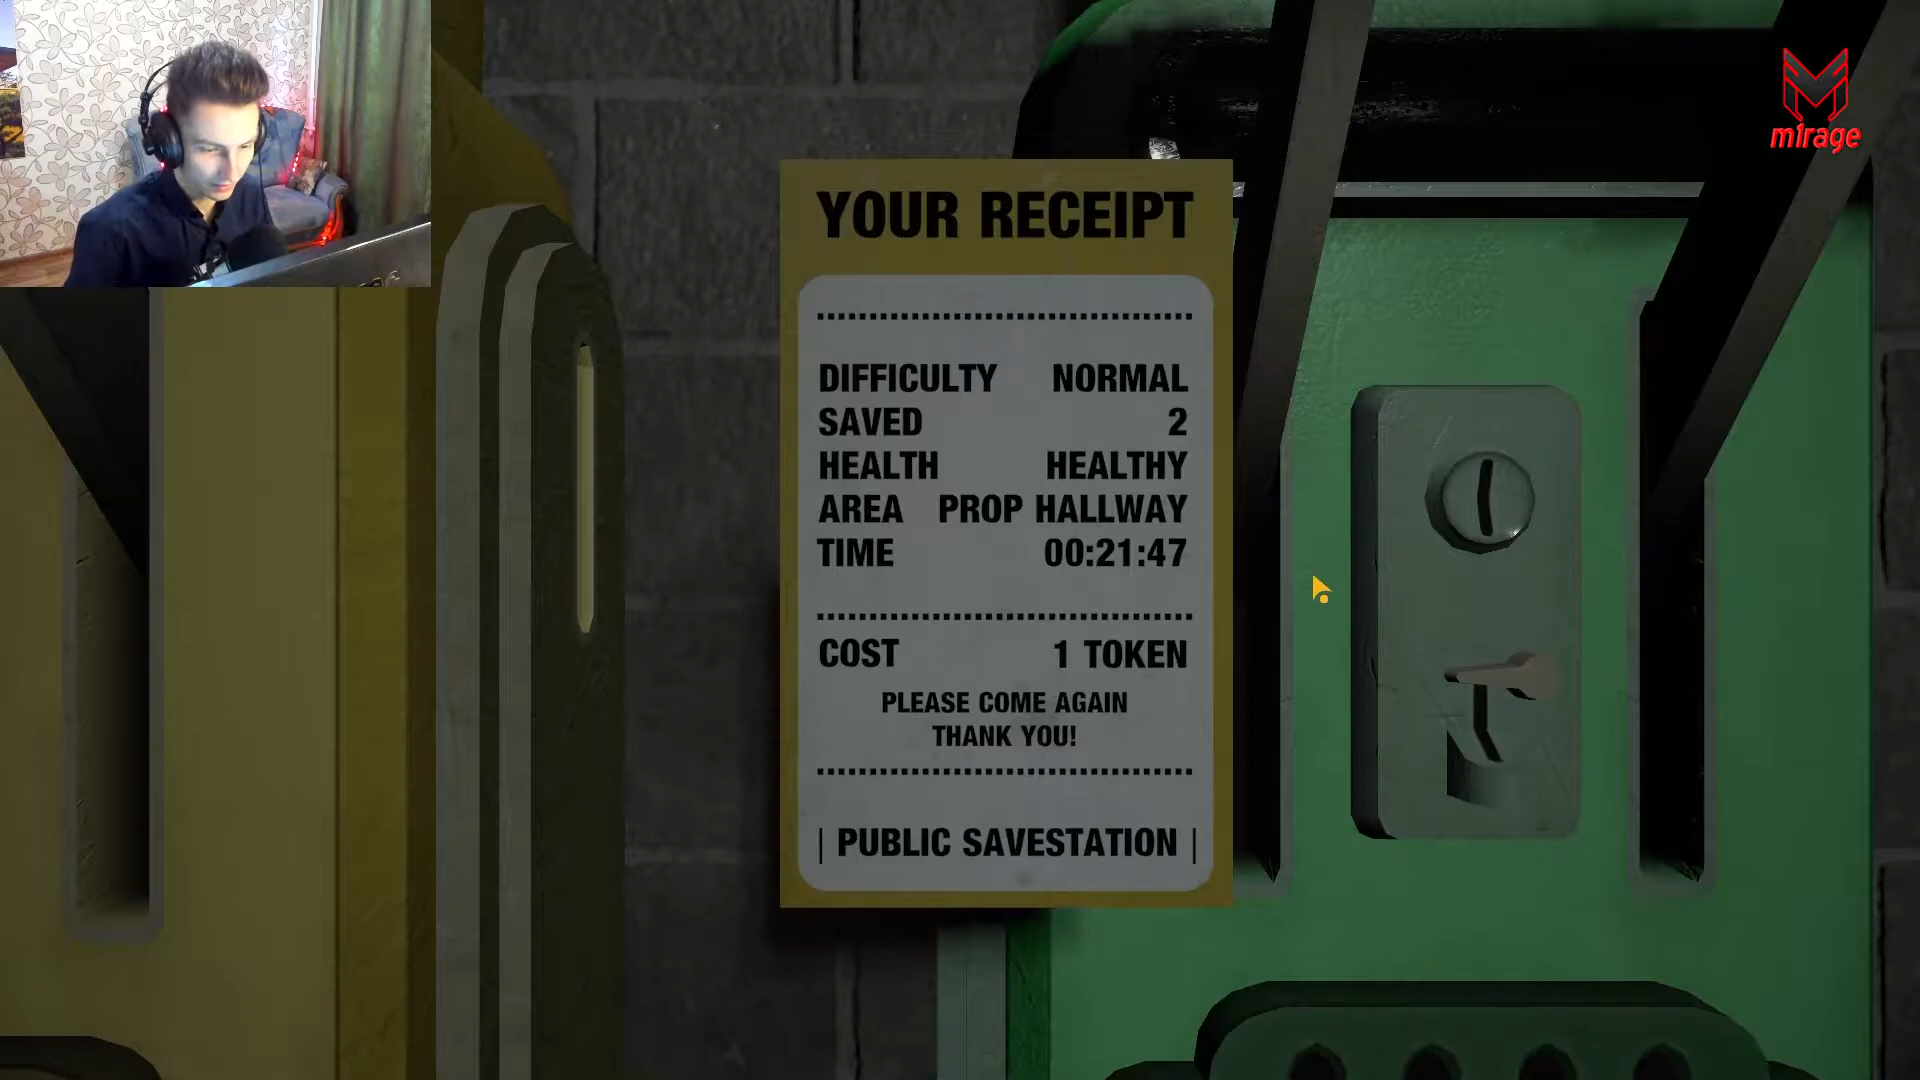 m1rage
YOUR RECEIPT
DIFFICULTY NORMAL
SAVED 2
HEALTH HEALTHY
AREA PROP HALLWAY
TIME 00:21:47
COST 1 TOKEN
PLEASE COME AGAIN
THANK YOU!
| PUBLIC SAVESTATION |